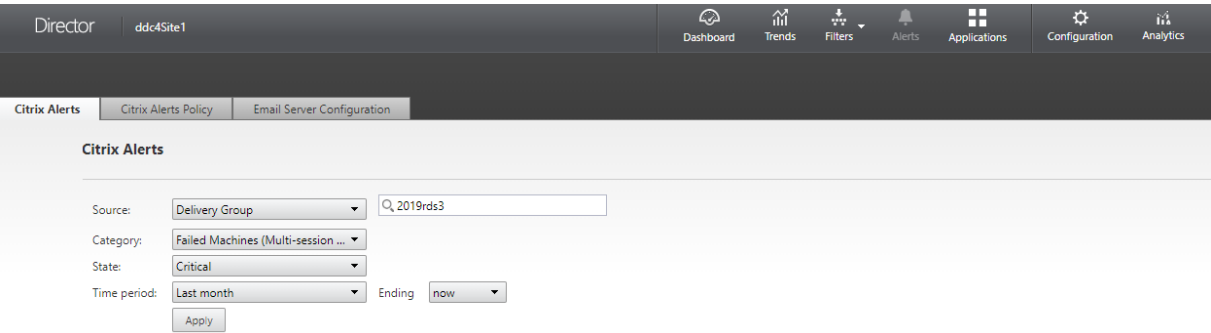 Director ddc4Site1 Dashboard Trends Filters Alerts Applications Configuration Analytics
Citrix Alerts Citrix Alerts Policy Email Server Configuration
Citrix Alerts
Source: Delivery Group 2019rds3
Category: Failed Machines (Multi-session ...
State: Critical
Time period: Last month Ending now
Apply